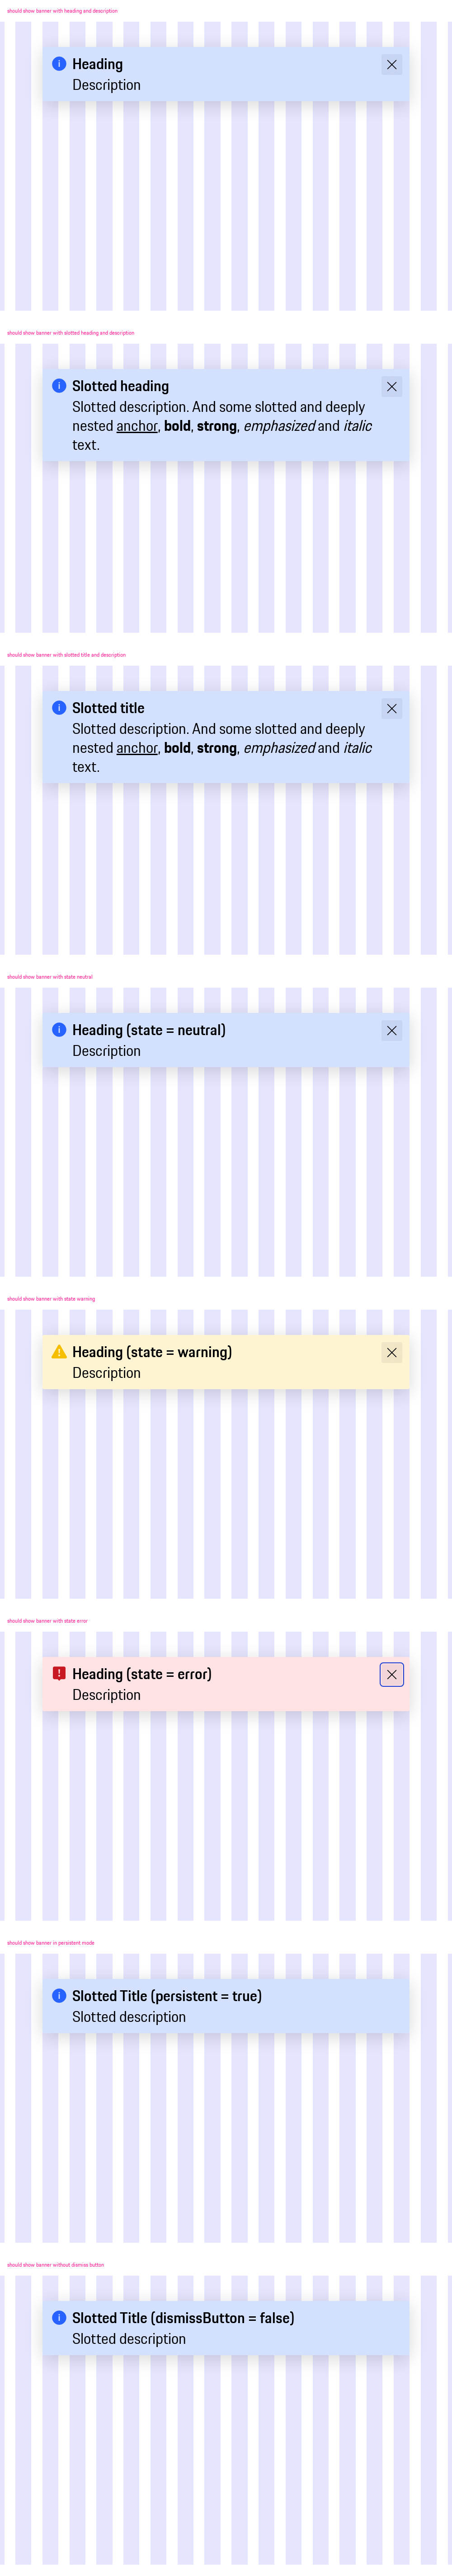 should show banner with heading and description
Heading
Description
should show banner with slotted heading and description
Slotted heading
Slotted description. And some slotted and deeply
nested anchor, bold, strong, emphasized and italic
text.
should show banner with slotted title and description
Slotted title
Slotted description. And some slotted and deeply
nested anchor, bold, strong, emphasized and italic
text.
should show banner with state neutral
Heading (state = neutral)
Description
should show banner with state warning
Heading (state = warning)
Description
should show banner with state error
Heading (state = error)
Description
should show banner in persistent mode
Slotted Title (persistent = true)
Slotted description
should show banner without dismiss button
Slotted Title (dismissButton = false)
Slotted description